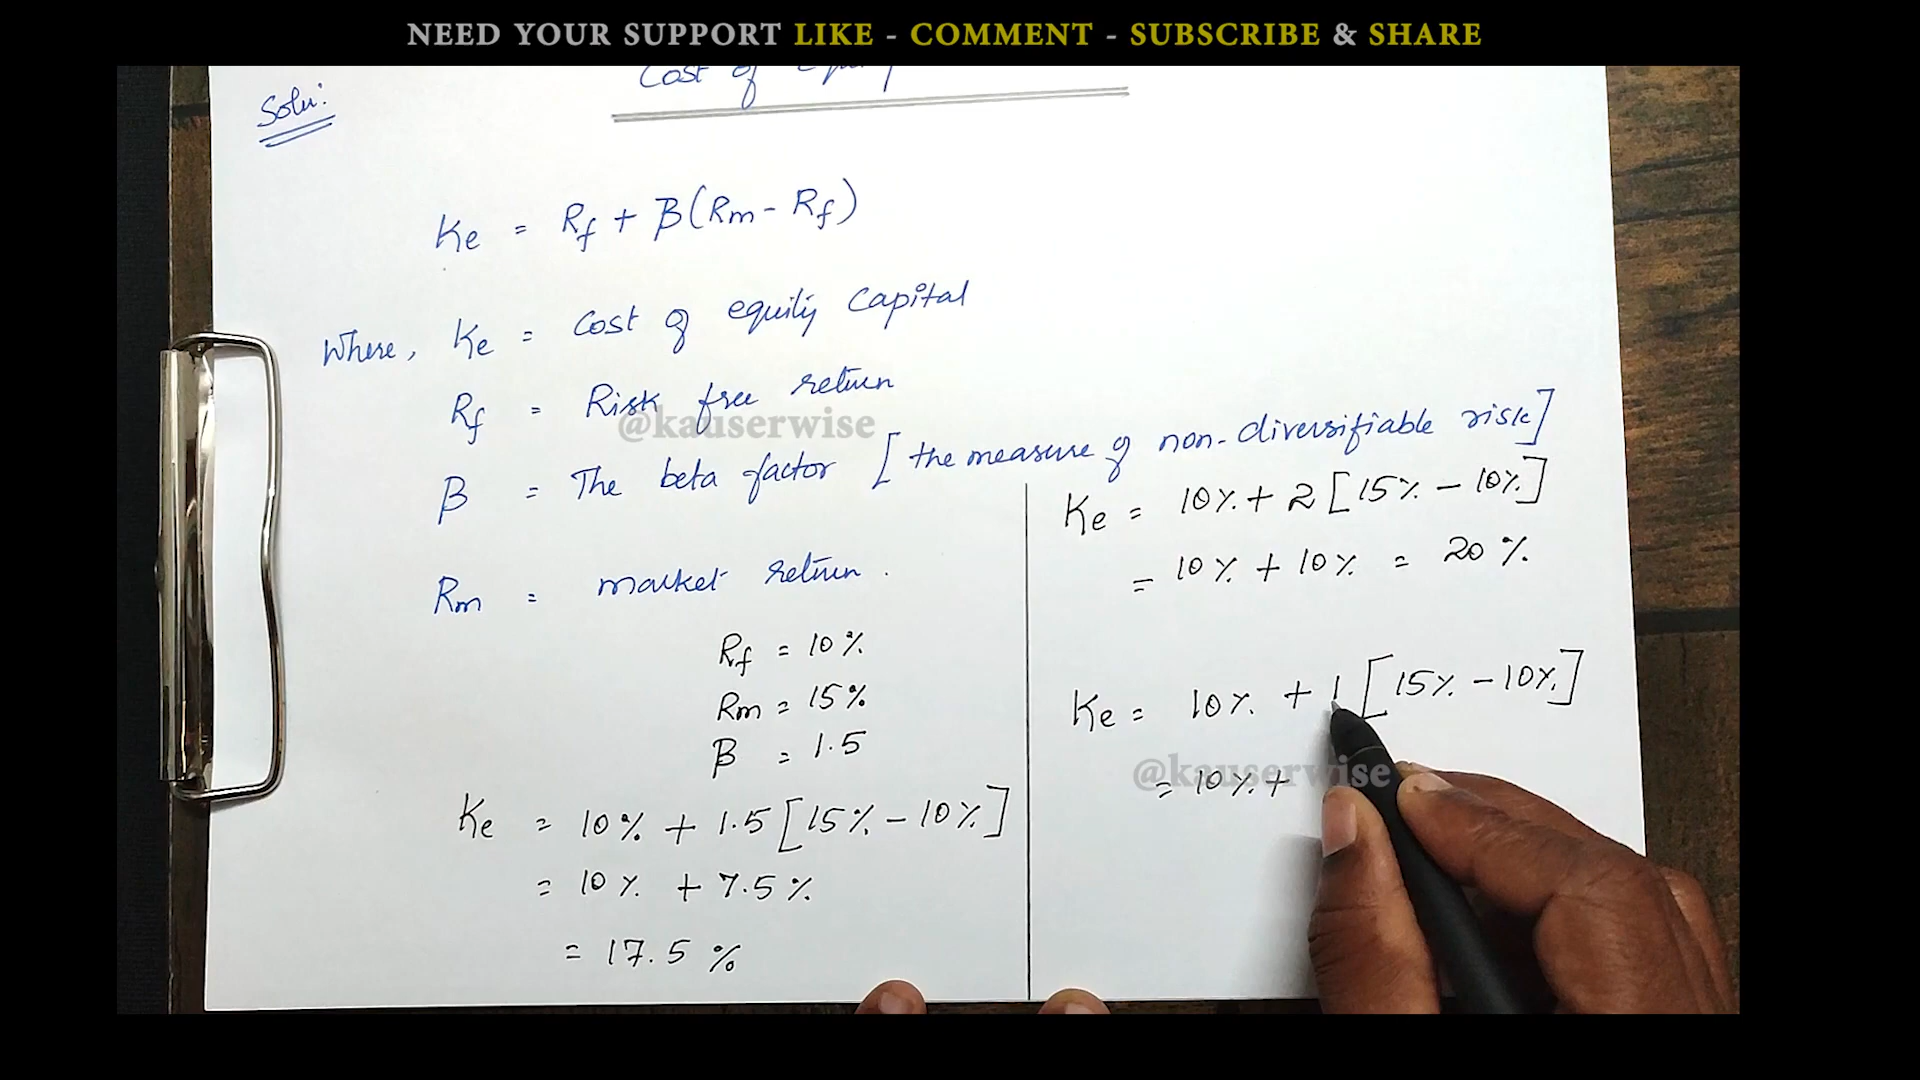 NEED YOUR SUPPORT LIKE - COMMENT - SUBSCRIBE & SHARE
Cost of Equity
Solu:
Ke = Rf + β(Rm - Rf)
Where, Ke = Cost of equity Capital
Rf = Risk free return
@kauserwise
β = The beta factor [the measure of non-diversifiable risk]
Rm = market return.
Rf = 10%
Rm = 15%
β = 1.5
Ke = 10% + 1.5 [15% - 10%]
= 10% + 7.5%
= 17.5%
Ke = 10% + 2 [15% - 10%]
= 10% + 10% = 20%
Ke = 10% + 1 [15% - 10%]
@kauserwise
= 10% +